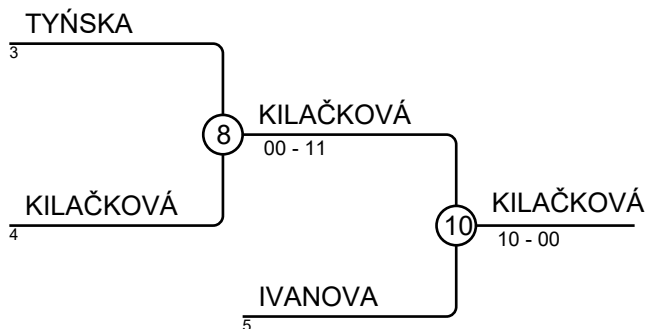 TYŃSKA
3
8
KILAČKOVÁ
00 - 11
KILAČKOVÁ
4
10
KILAČKOVÁ
10 - 00
IVANOVA
5